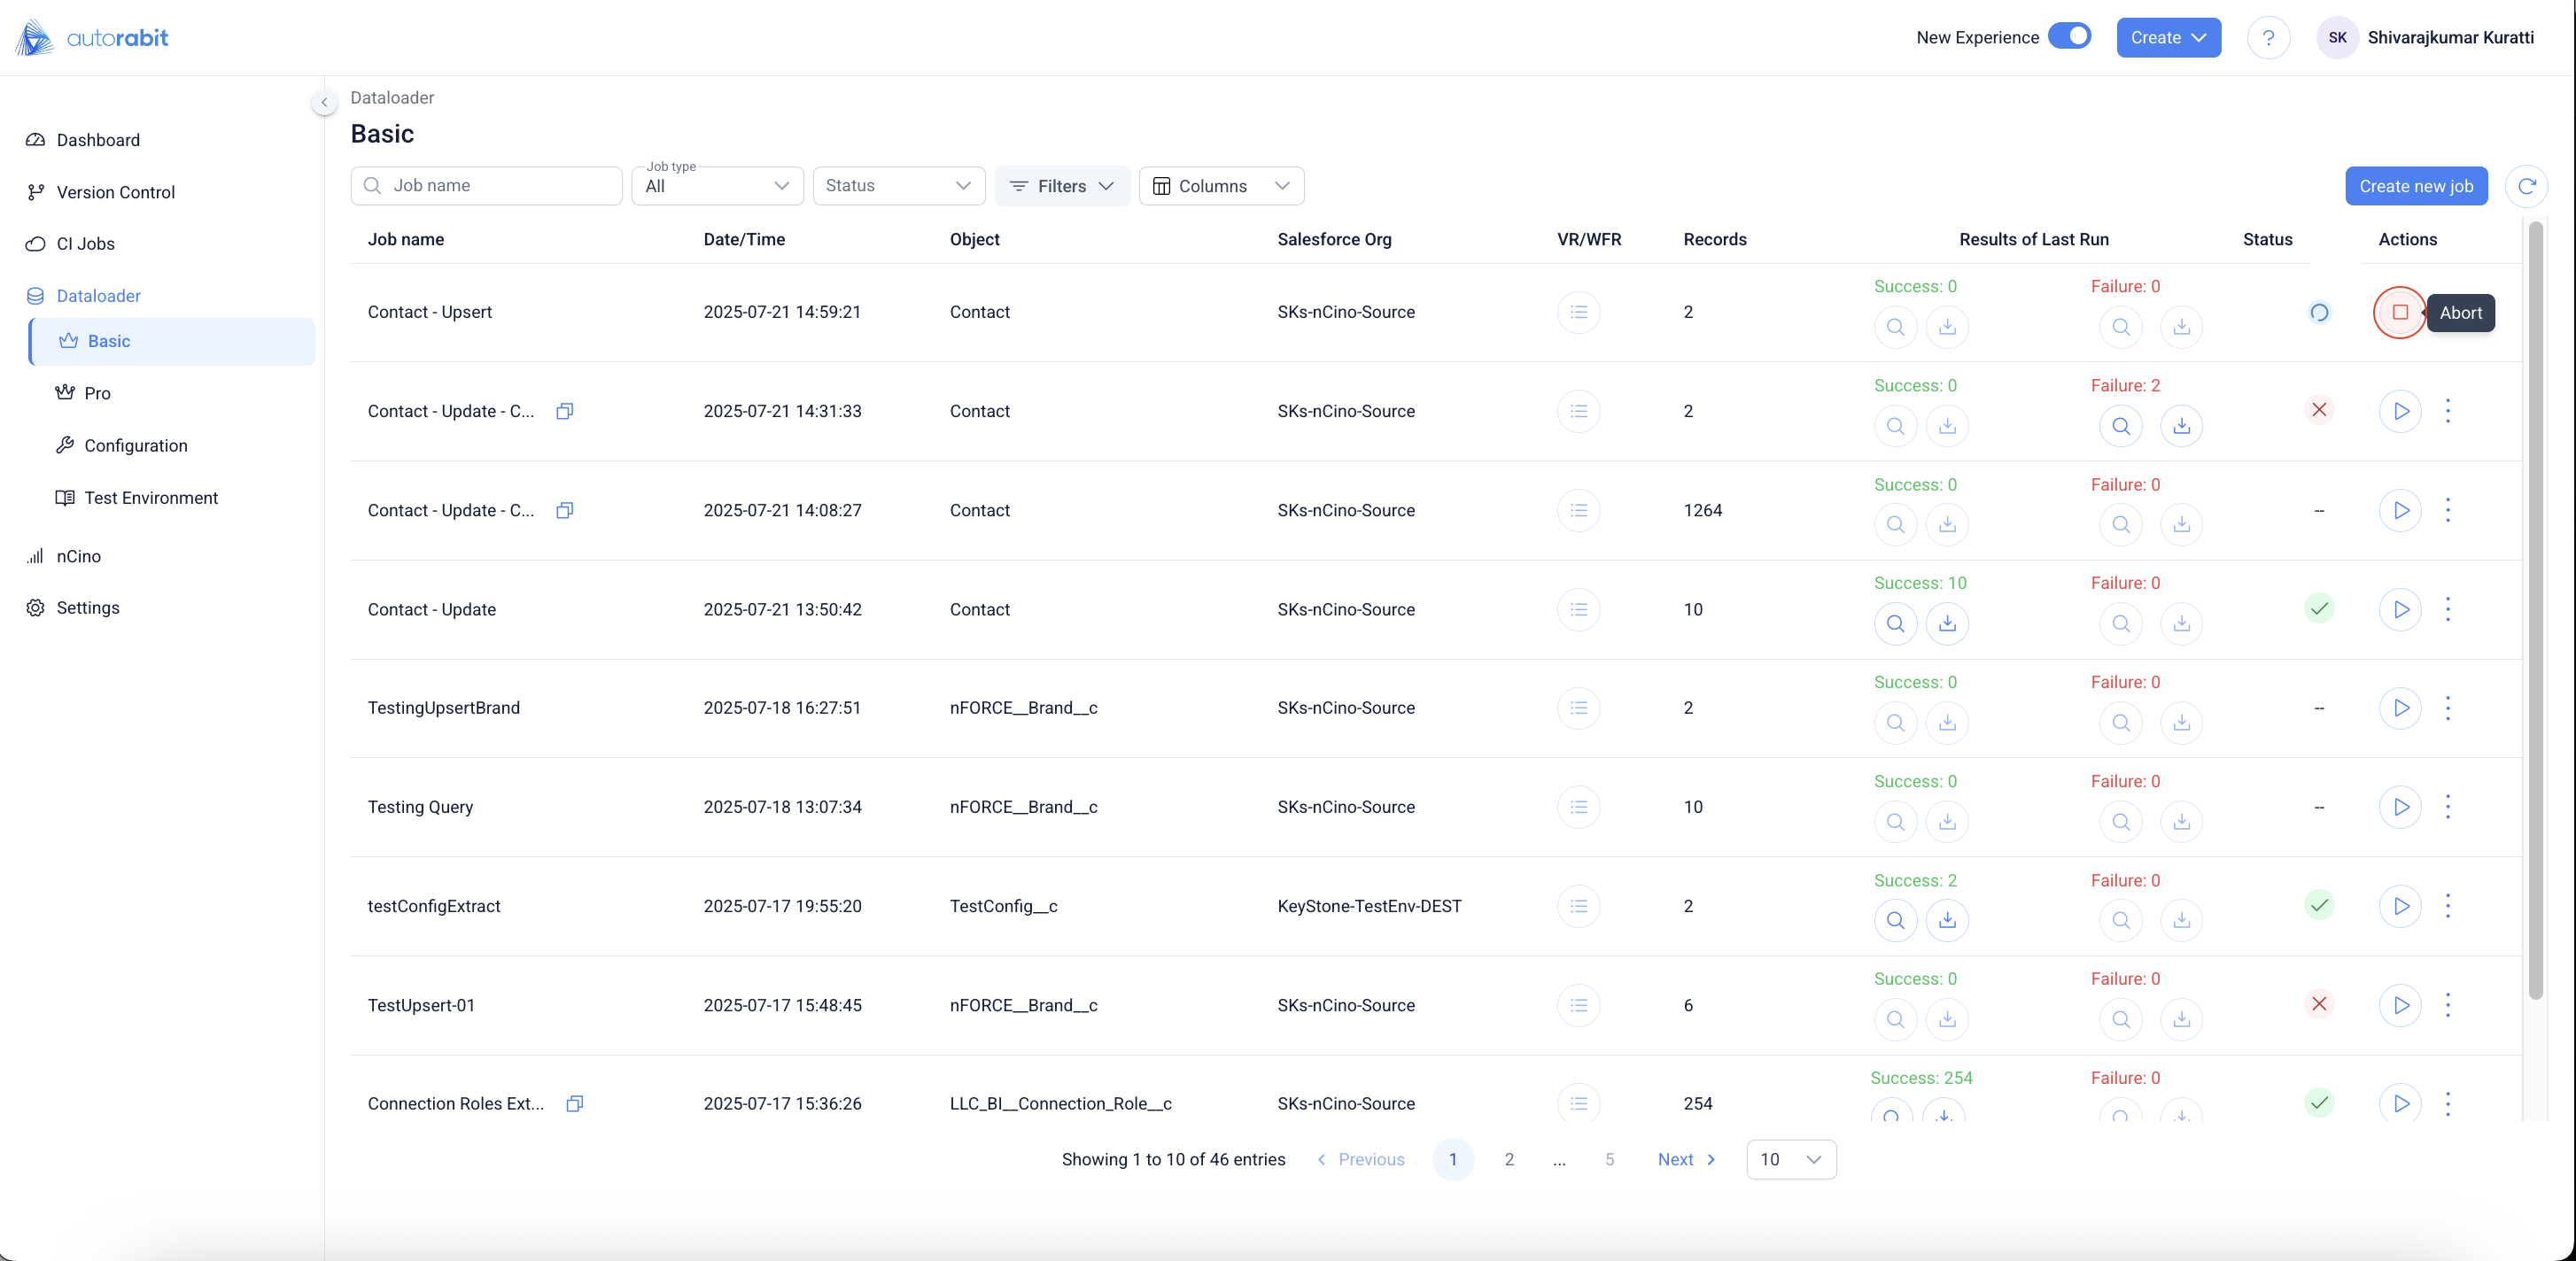 autorabit
New Experience Create ? SK Shivarajkumar Kuratti
Dashboard
Version Control
CI Jobs
Dataloader
Basic
Pro
Configuration
Test Environment
nCino
Settings
Dataloader
Basic
Job name Job type All Status Filters Columns Create new job
Job name Date/Time Object Salesforce Org VR/WFR Records Results of Last Run Status Actions
Contact - Upsert 2025-07-21 14:59:21 Contact SKs-nCino-Source 2 Success: 0 Failure: 0 Abort
Contact - Update - C... 2025-07-21 14:31:33 Contact SKs-nCino-Source 2 Success: 0 Failure: 2
Contact - Update - C... 2025-07-21 14:08:27 Contact SKs-nCino-Source 1264 Success: 0 Failure: 0 --
Contact - Update 2025-07-21 13:50:42 Contact SKs-nCino-Source 10 Success: 10 Failure: 0
TestingUpsertBrand 2025-07-18 16:27:51 nFORCE__Brand__c SKs-nCino-Source 2 Success: 0 Failure: 0 --
Testing Query 2025-07-18 13:07:34 nFORCE__Brand__c SKs-nCino-Source 10 Success: 0 Failure: 0 --
testConfigExtract 2025-07-17 19:55:20 TestConfig__c KeyStone-TestEnv-DEST 2 Success: 2 Failure: 0
TestUpsert-01 2025-07-17 15:48:45 nFORCE__Brand__c SKs-nCino-Source 6 Success: 0 Failure: 0
Connection Roles Ext... 2025-07-17 15:36:26 LLC_BI__Connection_Role__c SKs-nCino-Source 254 Success: 254 Failure: 0
Showing 1 to 10 of 46 entries Previous 1 2 ... 5 Next 10